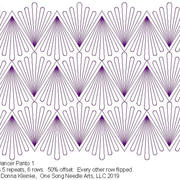 Dancer Panto 1
5 repeats, 6 rows. 50% offset. Every other row flipped.
Donna Kleinke, One Song Needle Arts, LLC 2019